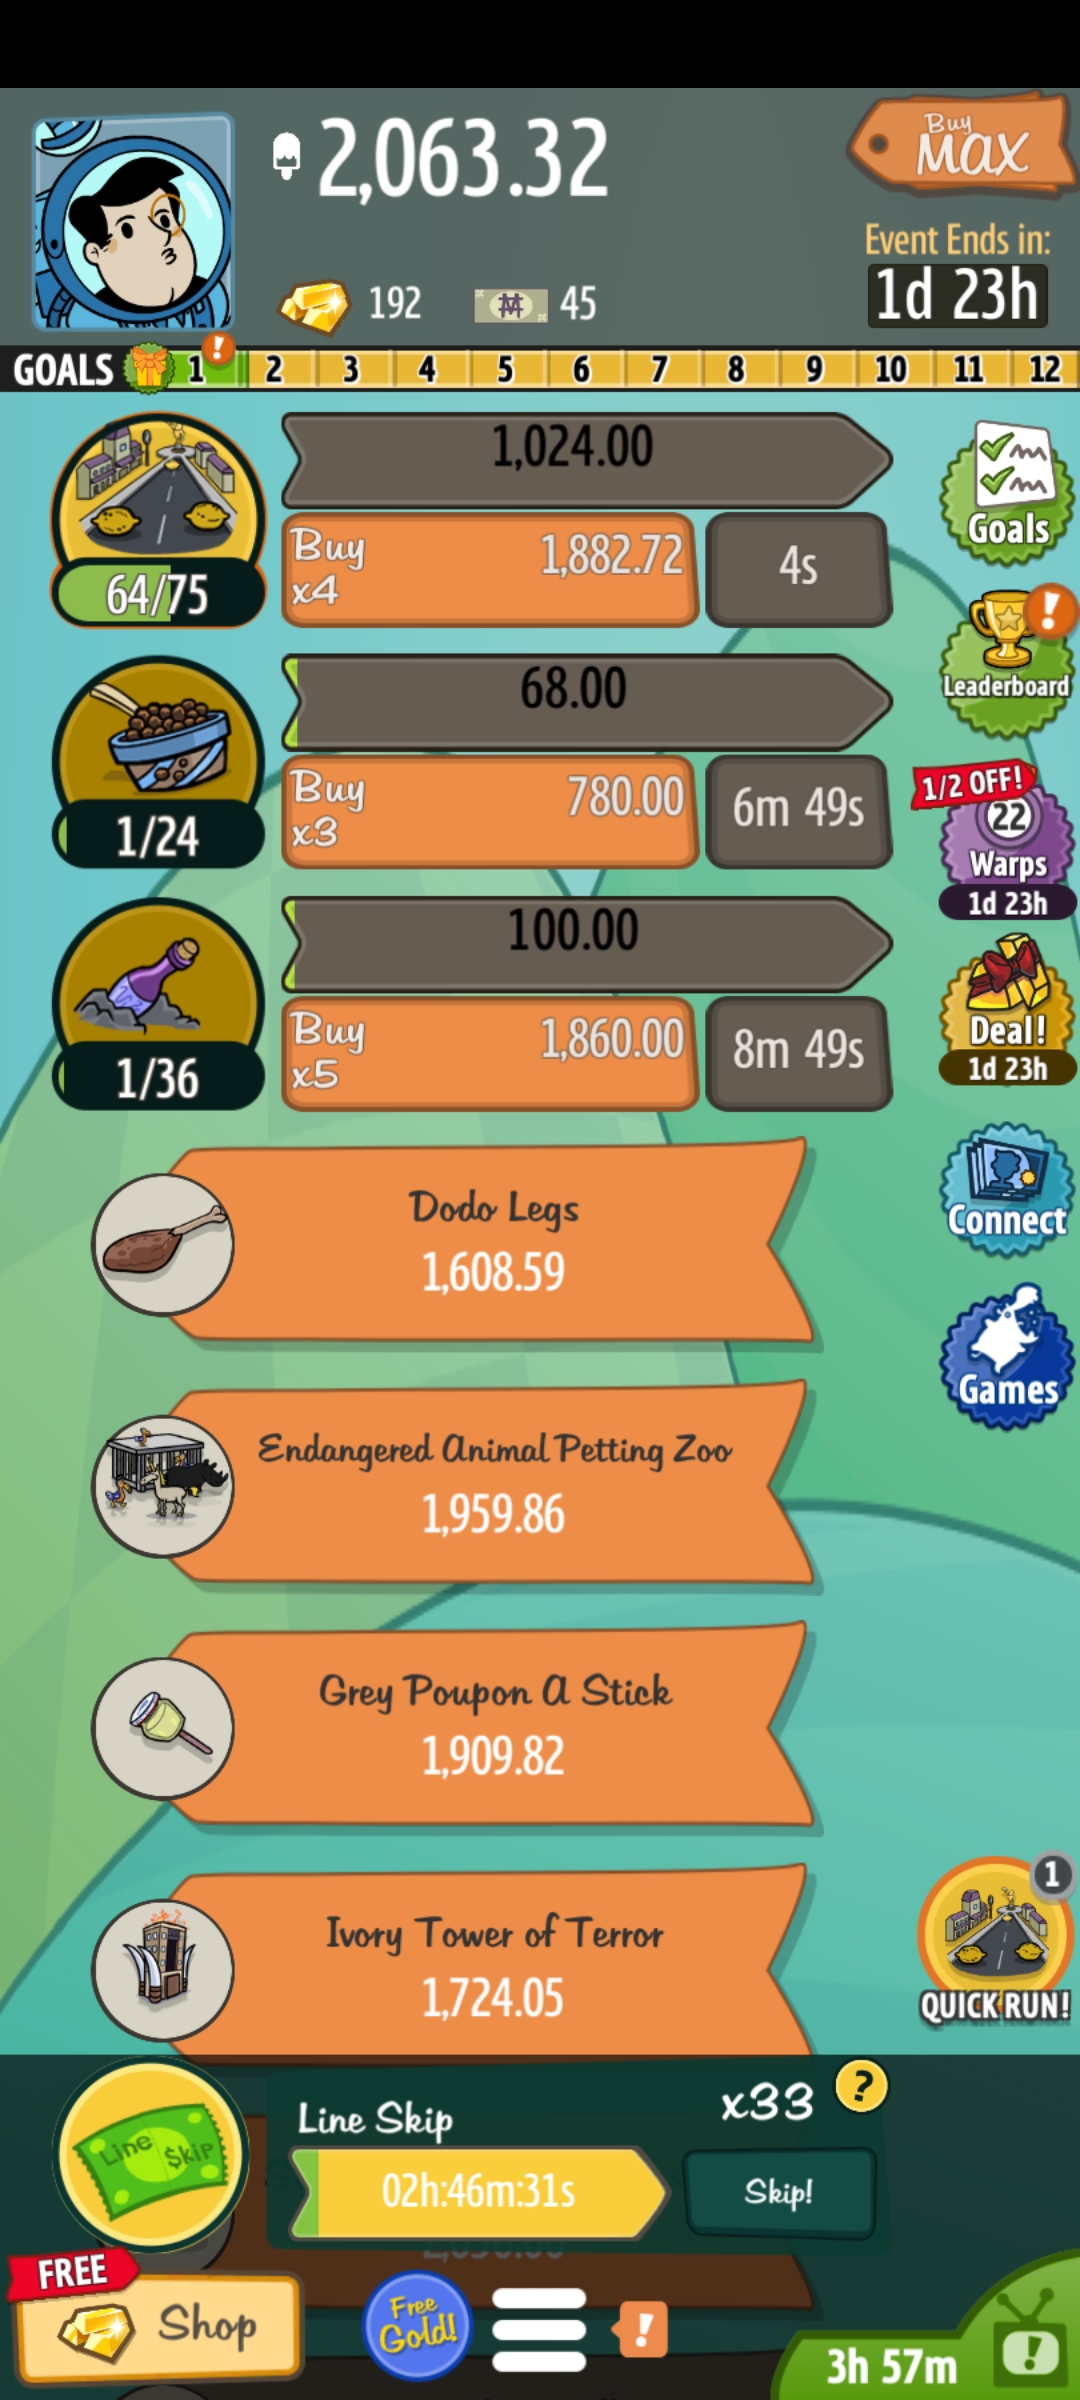 2,063.32
Buy
MAX
192
45
Event Ends in:
1d 23h
GOALS 1 ! 2 3 4 5 6 7 8 9 10 11 12
1,024.00
Buy
x4
1,882.72
4s
64/75
Goals
68.00
Buy
x3
780.00
6m 49s
1/24
!
Leaderboard
1/2 OFF!
22
Warps
1d 23h
100.00
Buy
x5
1,860.00
8m 49s
1/36
Deal!
1d 23h
Dodo Legs
1,608.59
Connect
Games
Endangered Animal Petting Zoo
1,959.86
Grey Poupon A Stick
1,909.82
Ivory Tower of Terror
1,724.05
1
QUICK RUN!
Line Skip
x33
?
Line $kip
02h:46m:31s
Skip!
FREE
Shop
Free
Gold!
!
3h 57m
!